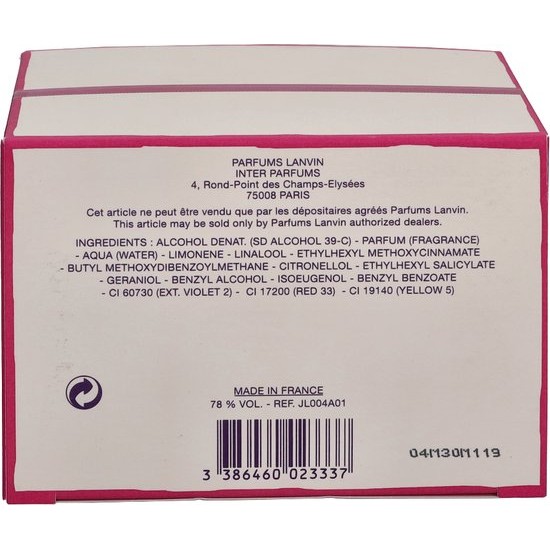 PARFUMS LANVIN
INTER PARFUMS
4, Rond-Point des Champs-Elysées
75008 PARIS
Cet article ne peut être vendu que par les dépositaires agréés Parfums Lanvin.
This article may be sold only by Parfums Lanvin authorized dealers.
INGREDIENTS : ALCOHOL DENAT. (SD ALCOHOL 39-C) - PARFUM (FRAGRANCE)
- AQUA (WATER) - LIMONENE - LINALOOL - ETHYLHEXYL METHOXYCINNAMATE
- BUTYL METHOXYDIBENZOYLMETHANE - CITRONELLOL - ETHYLHEXYL SALICYLATE
- GERANIOL - BENZYL ALCOHOL - ISOEUGENOL - BENZYL BENZOATE
- CI 60730 (EXT. VIOLET 2) - CI 17200 (RED 33) - CI 19140 (YELLOW 5)
MADE IN FRANCE
78 % VOL. - REF. JL004A01
3 386460 023337
04M30M119